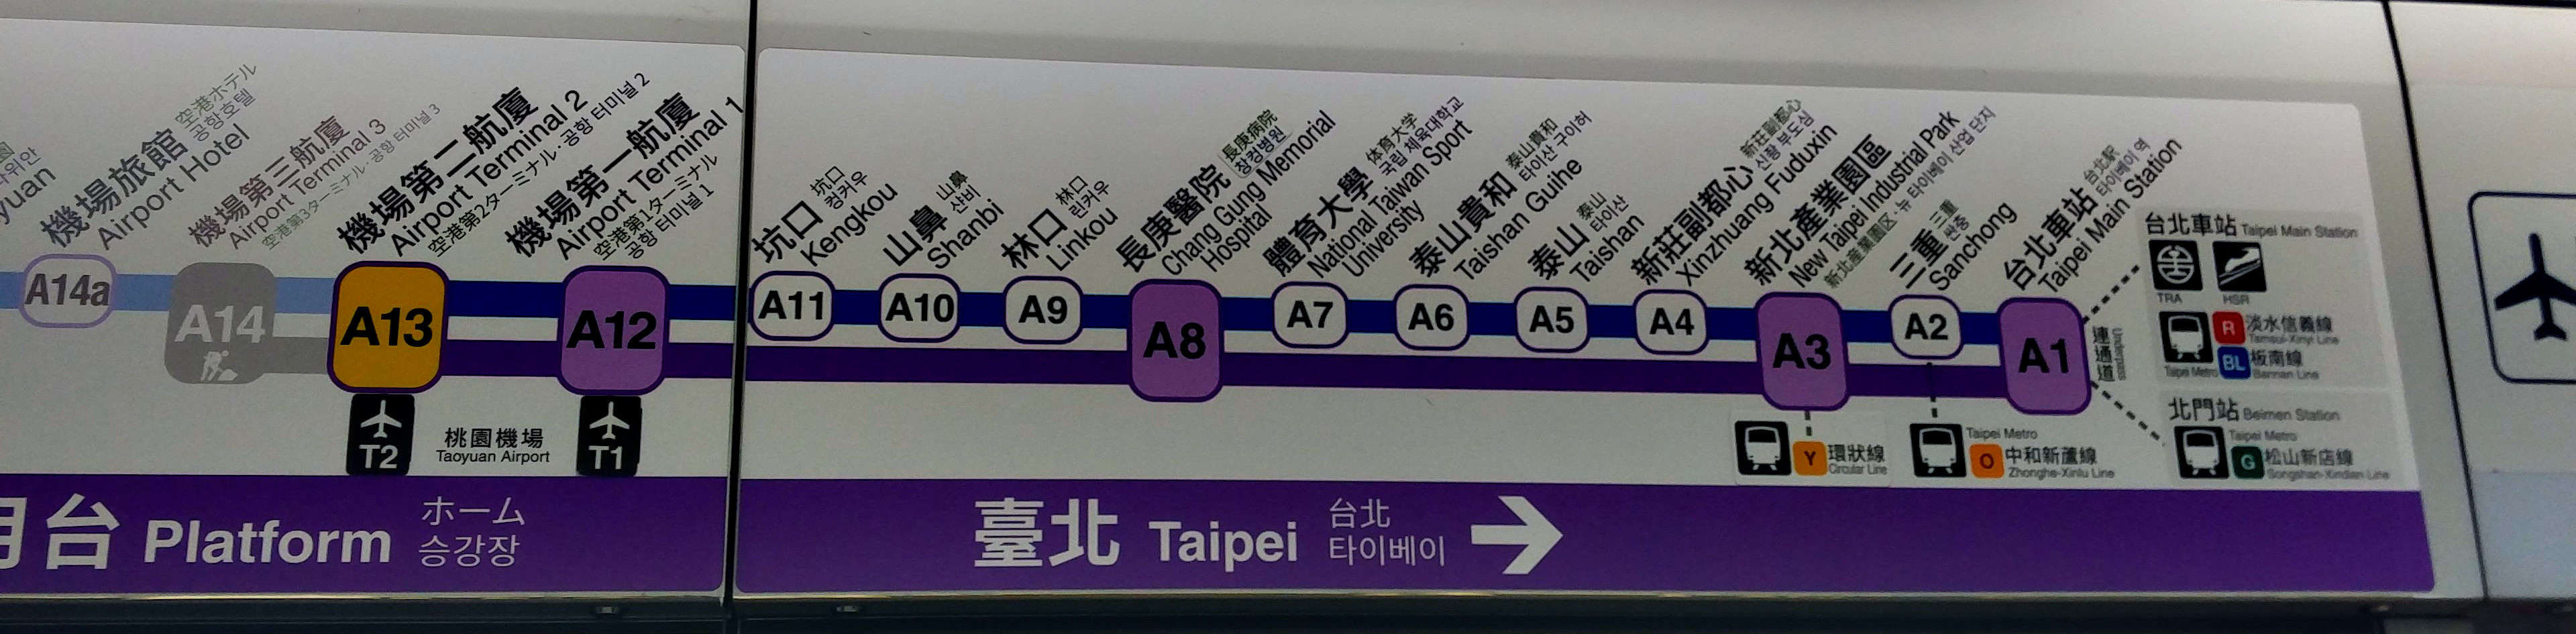 yuan
機場旅館 空港ホテル
공항호텔
Airport Hotel
機場第三航廈
Airport Terminal 3
空港第3ターミナル·공항 터미널 3
機場第二航廈
Airport Terminal 2
空港第2ターミナル·공항 터미널 2
機場第一航廈
Airport Terminal 1
空港第1ターミナル
공항 터미널 1
坑口 坑口
컹커우
Kengkou
山鼻 山鼻
산비
Shanbi
林口 林口
린커우
Linkou
長庚醫院 長庚病院
창컹병원
Chang Gung Memorial
Hospital
體育大學 体育大学
국립 체육대학교
National Taiwan Sport
University
泰山貴和 泰山貴和
타이산 구이허
Taishan Guihe
泰山 泰山
타이산
Taishan
新莊副都心 新荘副都心
신좡 부도심
Xinzhuang Fuduxin
新北產業園區
New Taipei Industrial Park
新北産業園区·뉴 타이베이 산업 단지
三重 三重
싼충
Sanchong
台北車站 台北駅
타이베이 역
Taipei Main Station
A14a
A14
A13
A12
A11
A10
A9
A8
A7
A6
A5
A4
A3
A2
A1
T2
桃園機場
Taoyuan Airport
T1
Y 環狀線
Circular Line
Taipei Metro
O 中和新蘆線
Zhonghe-Xinlu Line
連通道
Underpass
台北車站 Taipei Main Station
TRA
HSR
R 淡水信義線
Tamsui-Xinyi Line
Taipei Metro
BL 板南線
Bannan Line
北門站 Beimen Station
Taipei Metro
G 松山新店線
Songshan-Xindian Line
月台 Platform ホーム
승강장
臺北 Taipei 台北
타이베이